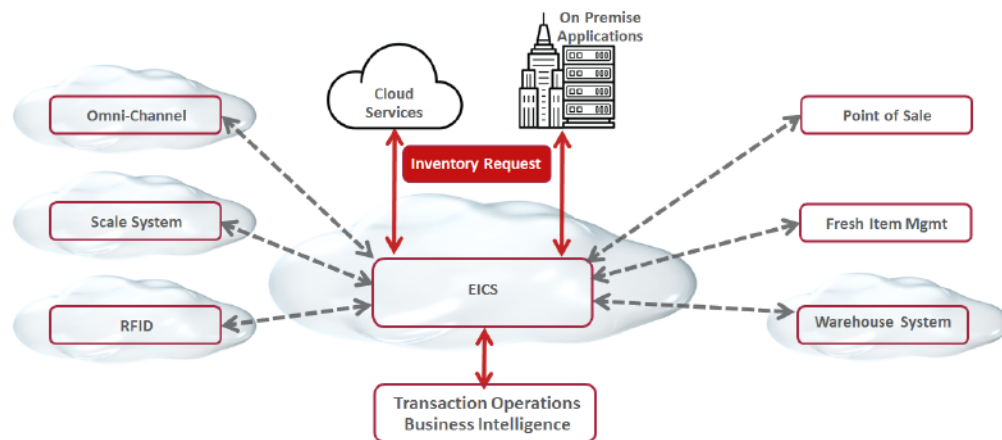 On Premise
Applications
Cloud
Services
Omni-Channel
Point of Sale
Inventory Request
Scale System
Fresh Item Mgmt
EICS
RFID
Warehouse System
Transaction Operations
Business Intelligence